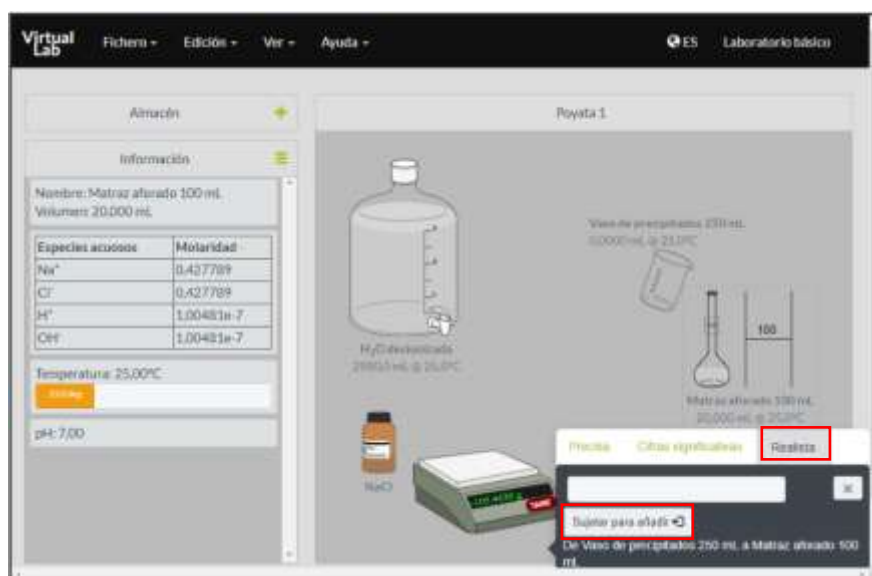 Virtual Lab
Fichero
Edición
Ver
Ayuda
ES
Laboratorio básico
Almacén
+
Poyata 1
Información
Nombre: Matraz aforado 100 mL
Volumen: 20,000 mL
Especies acuosos Molaridad
Na⁺ 0,427789
Cl⁻ 0,427789
H⁺ 1,00481e-7
OH⁻ 1,00481e-7
Temperatura: 25,00ºC
pH: 7,00
Vaso de precipitados 250 mL
0,0000 mL @ 25,0ºC
100
H₂O desionizada
@ 25,0ºC
Matraz aforado 100 mL
20,000 mL @ 25,0ºC
NaCl
TARE
Precisa
Cifras significativas
Realista
×
Sujetar para añadir
De Vaso de precipitados 250 mL a Matraz aforado 100
mL